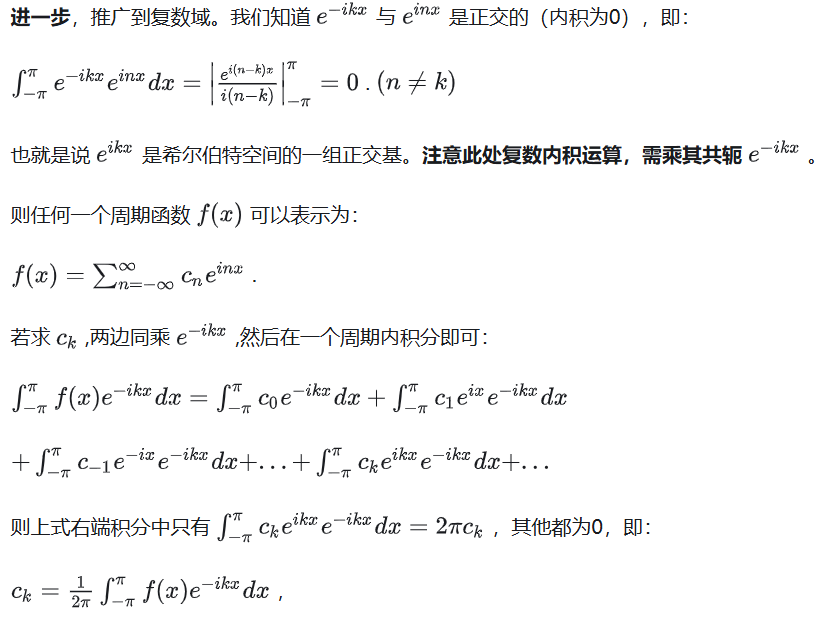 进一步，推广到复数域。我们知道 $e^{-ikx}$ 与 $e^{inx}$ 是正交的（内积为0），即：
$\int_{-\pi}^{\pi} e^{-ikx} e^{inx} dx = \left| \frac{e^{i(n-k)x}}{i(n-k)} \right|_{-\pi}^{\pi} = 0 . (n \neq k)$
也就是说 $e^{ikx}$ 是希尔伯特空间的一组正交基。注意此处复数内积运算，需乘其共轭 $e^{-ikx}$ 。
则任何一个周期函数 $f(x)$ 可以表示为：
$f(x) = \sum_{n=-\infty}^{\infty} c_n e^{inx}$ .
若求 $c_k$ ,两边同乘 $e^{-ikx}$ ,然后在一个周期内积分即可：
$\int_{-\pi}^{\pi} f(x) e^{-ikx} dx = \int_{-\pi}^{\pi} c_0 e^{-ikx} dx + \int_{-\pi}^{\pi} c_1 e^{ix} e^{-ikx} dx$
$+ \int_{-\pi}^{\pi} c_{-1} e^{-ix} e^{-ikx} dx + ... + \int_{-\pi}^{\pi} c_k e^{ikx} e^{-ikx} dx + ...$
则上式右端积分中只有 $\int_{-\pi}^{\pi} c_k e^{ikx} e^{-ikx} dx = 2\pi c_k$ ，其他都为0，即：
$c_k = \frac{1}{2\pi} \int_{-\pi}^{\pi} f(x) e^{-ikx} dx$ ,